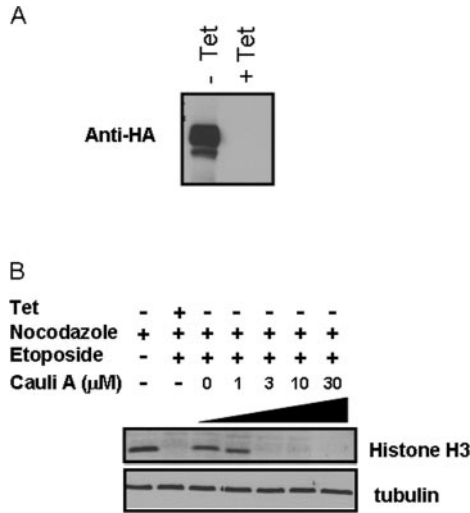 A
- Tet
+ Tet
Anti-HA
B
Tet - + - - - - -
Nocodazole + + + + + + +
Etoposide - + + + + + +
Cauli A (μM) - - 0 1 3 10 30
Histone H3
tubulin